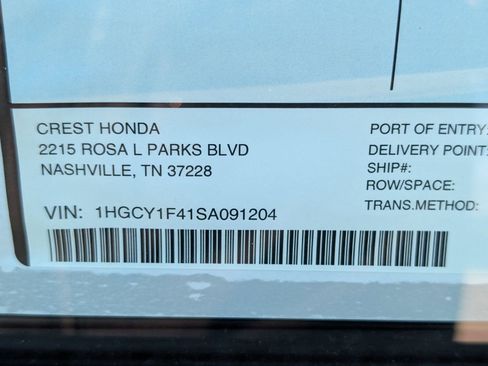 CREST HONDA
2215 ROSA L PARKS BLVD
NASHVILLE, TN 37228
VIN: 1HGCY1F41SA091204
PORT OF ENTRY:
DELIVERY POINT:
SHIP#:
ROW/SPACE:
TRANS.METHOD: